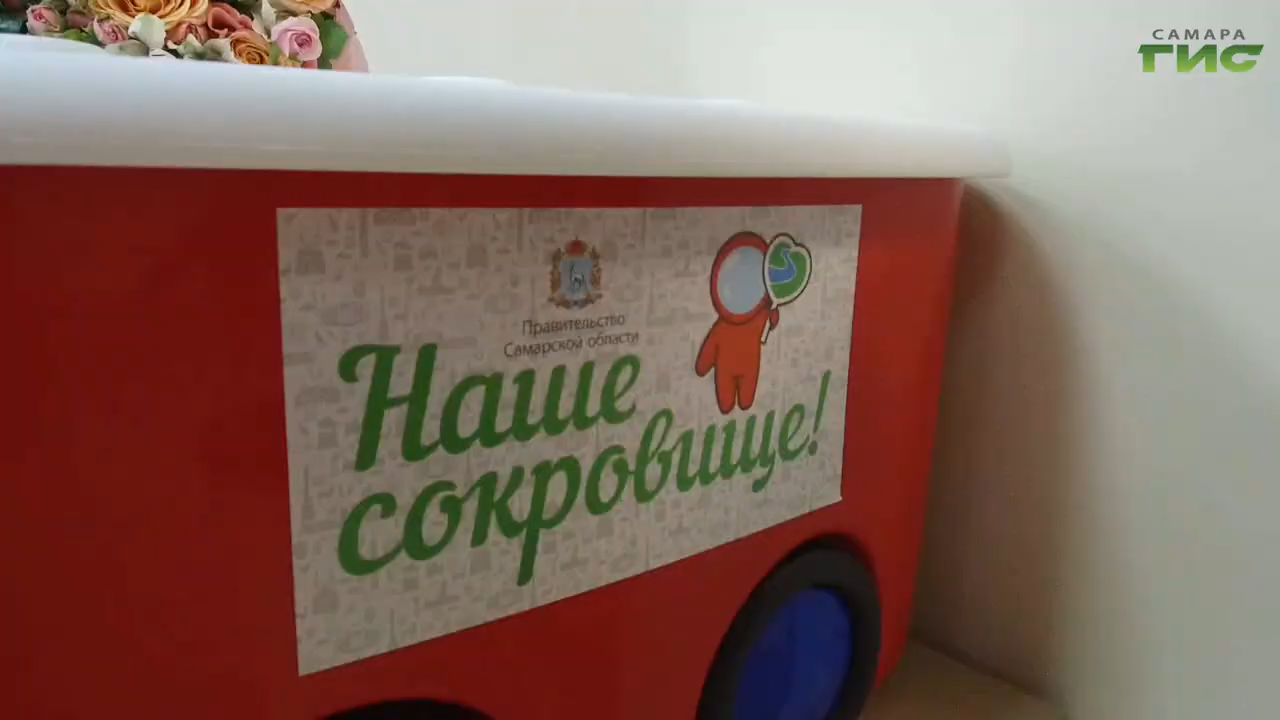 САМАРА
ГИС
Правительство
Самарской области
Наше
сокровище!